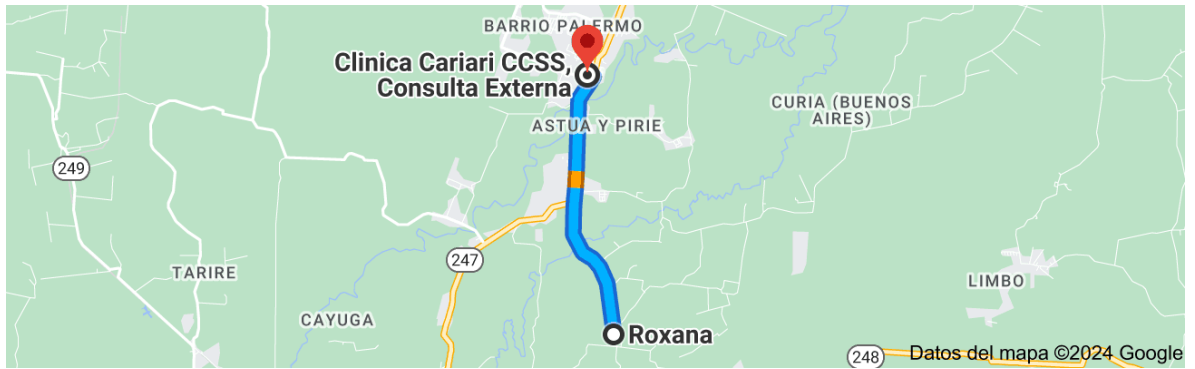 BARRIO PALERMO
Clinica Cariari CCSS,
Consulta Externa
CURIA (BUENOS
AIRES)
ASTUA Y PIRIE
249
247
TARIRE
LIMBO
CAYUGA
Roxana
248
Datos del mapa ©2024 Google